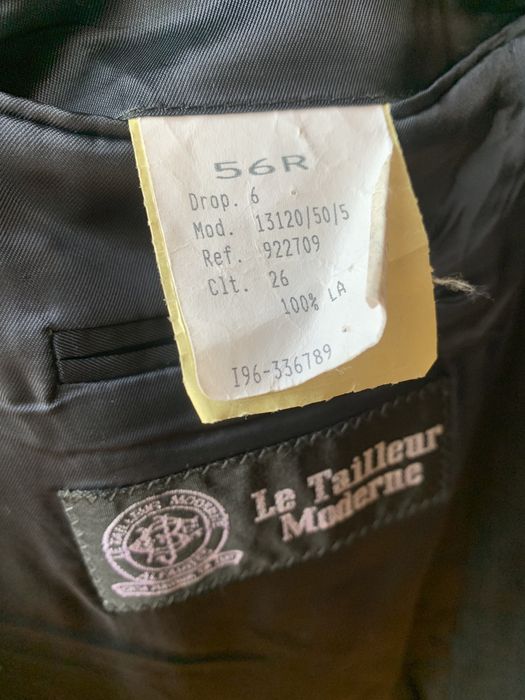 56R
Drop. 6
Mod. 13120/50/5
Ref. 922709
Clt. 26
100% LA
I96-336789
Le Tailleur
Moderne